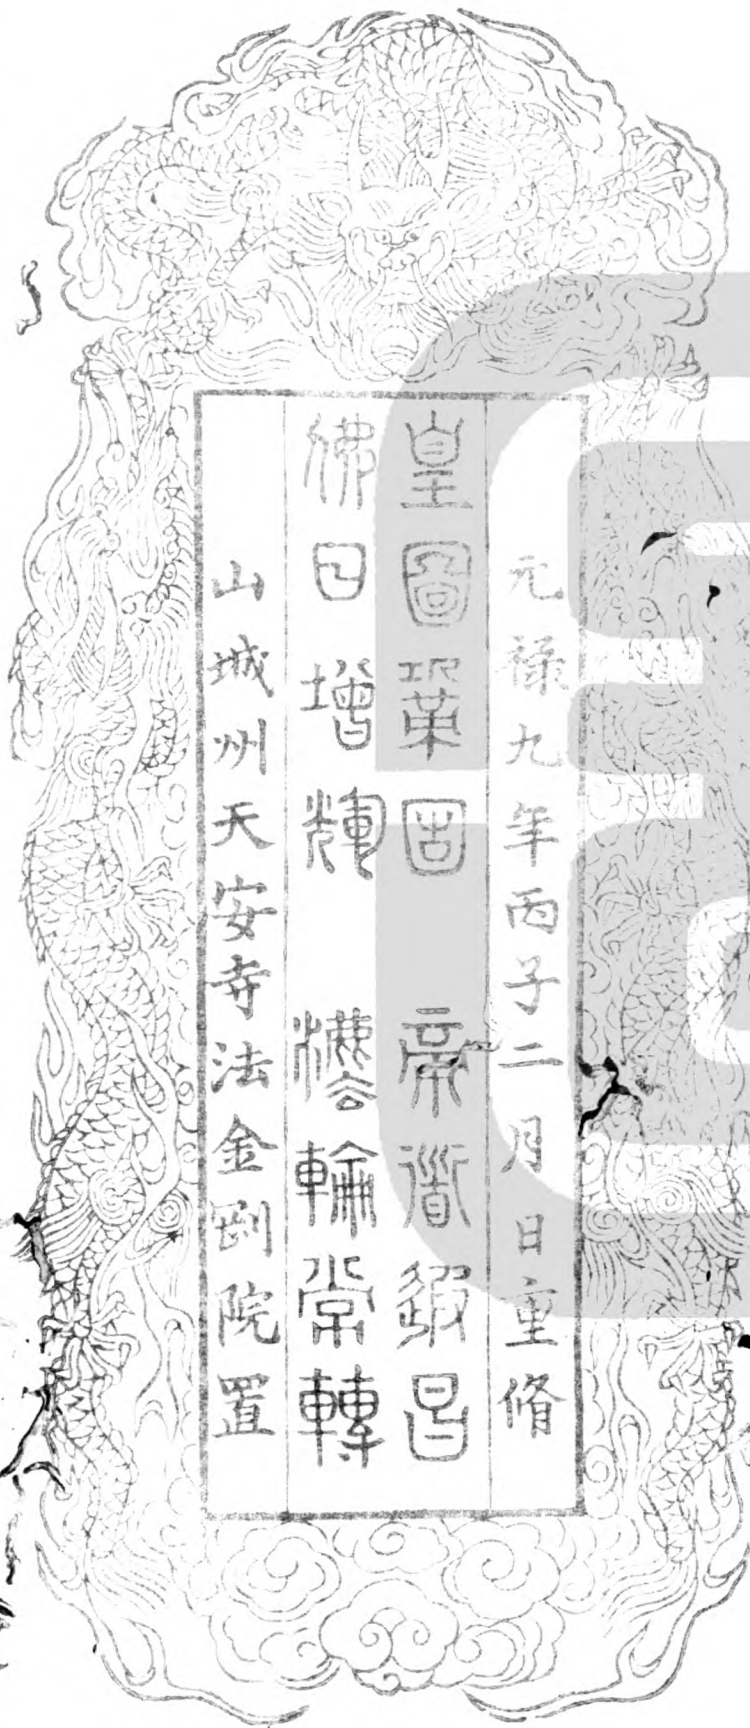 元祿九年丙子二月 日重脩
皇圖鞏固 帝道遐昌
佛日增輝 法輪常轉
山城州天安寺法金剛院置